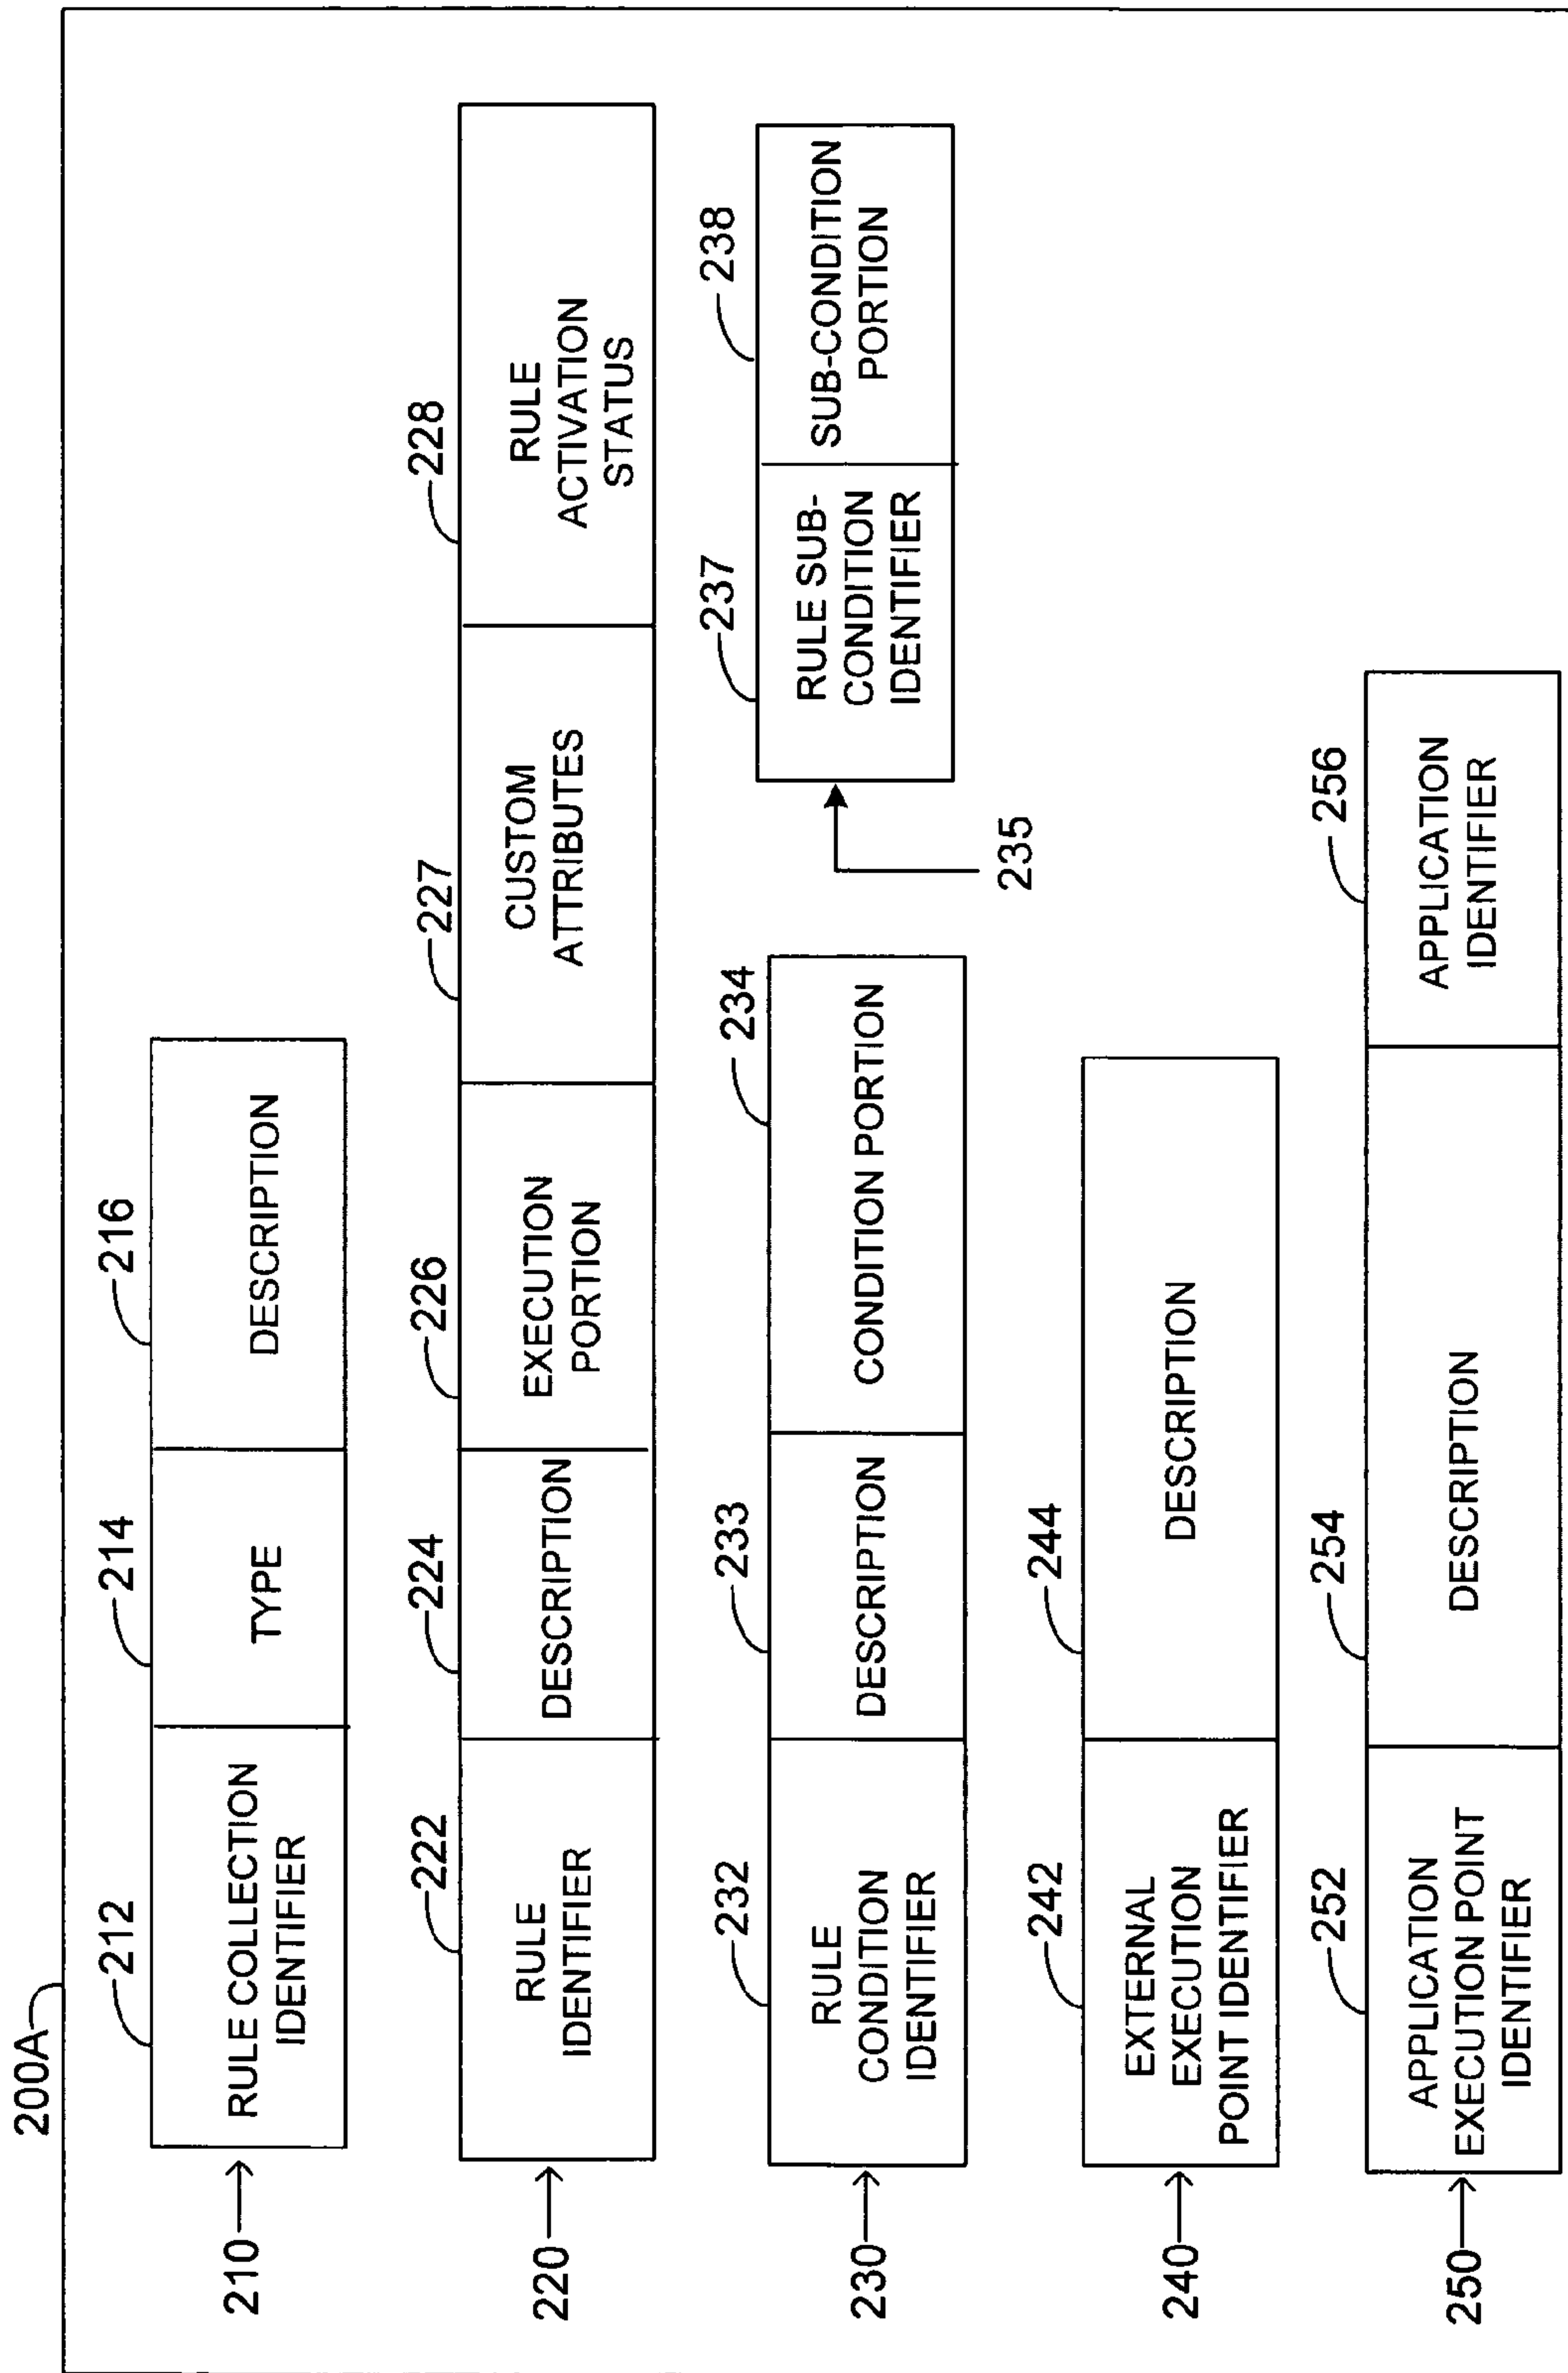 200A
212
214
216
210
RULE COLLECTION
IDENTIFIER
TYPE
DESCRIPTION
222
224
226
227
228
220
RULE
IDENTIFIER
DESCRIPTION
EXECUTION
PORTION
CUSTOM
ATTRIBUTES
RULE
ACTIVATION
STATUS
232
233
234
237
238
230
RULE
CONDITION
IDENTIFIER
DESCRIPTION
CONDITION PORTION
235
RULE SUB-
CONDITION
IDENTIFIER
SUB-CONDITION
PORTION
242
244
240
EXTERNAL
EXECUTION
POINT IDENTIFIER
DESCRIPTION
252
254
256
250
APPLICATION
EXECUTION POINT
IDENTIFIER
DESCRIPTION
APPLICATION
IDENTIFIER